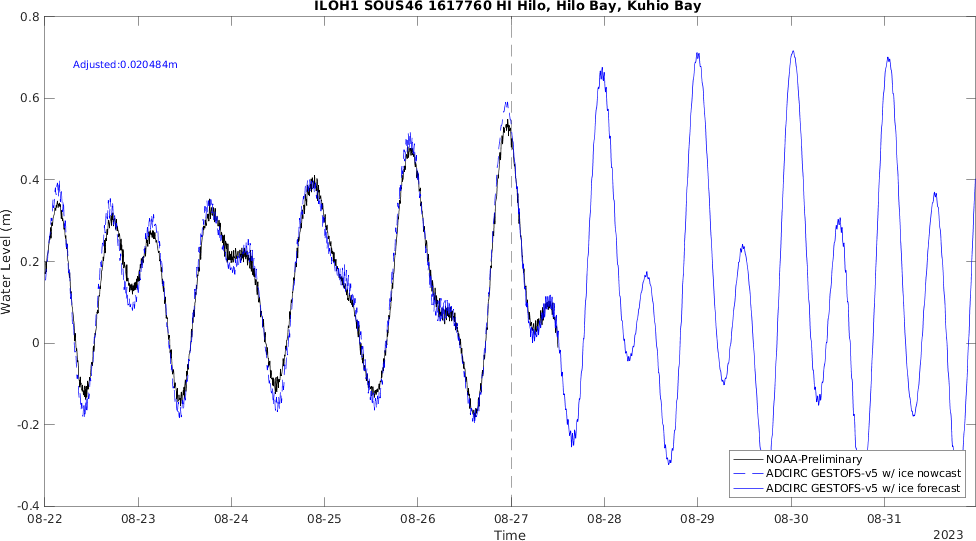 ILOH1 SOUS46 1617760 HI Hilo, Hilo Bay, Kuhio Bay
Adjusted:0.020484m
Water Level (m)
0.8
0.6
0.4
0.2
0
-0.2
-0.4
NOAA-Preliminary
ADCIRC GESTOFS-v5 w/ ice nowcast
ADCIRC GESTOFS-v5 w/ ice forecast
08-22 08-23 08-24 08-25 08-26 08-27 08-28 08-29 08-30 08-31
Time
2023